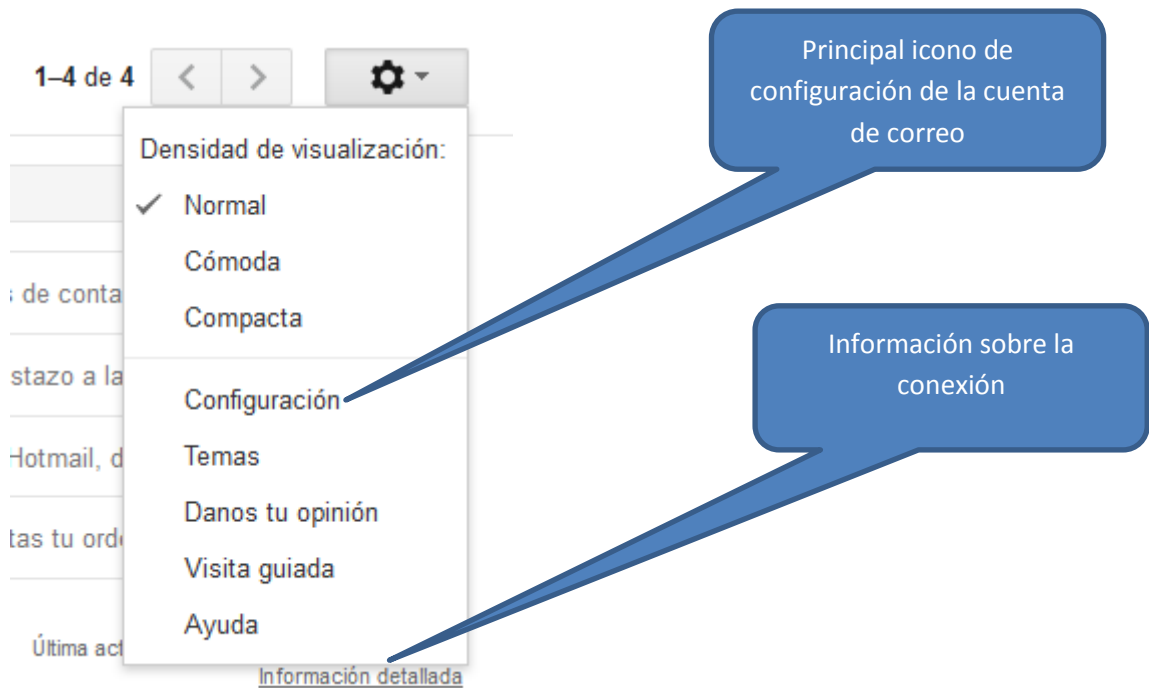 1–4 de 4
Principal icono de
configuración de la cuenta
de correo
Densidad de visualización:
Normal
Cómoda
s de conta
Compacta
Información sobre la
conexión
stazo a la
Configuración
Hotmail, d
Temas
Danos tu opinión
tas tu orde
Visita guiada
Ayuda
Última act
Información detallada